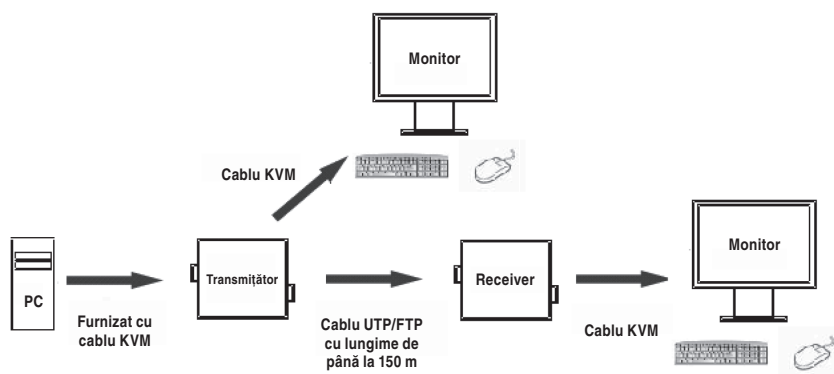 Monitor
Cablu KVM
PC
Furnizat cu
cablu KVM
Transmițător
Cablu UTP/FTP
cu lungime de
până la 150 m
Receiver
Cablu KVM
Monitor